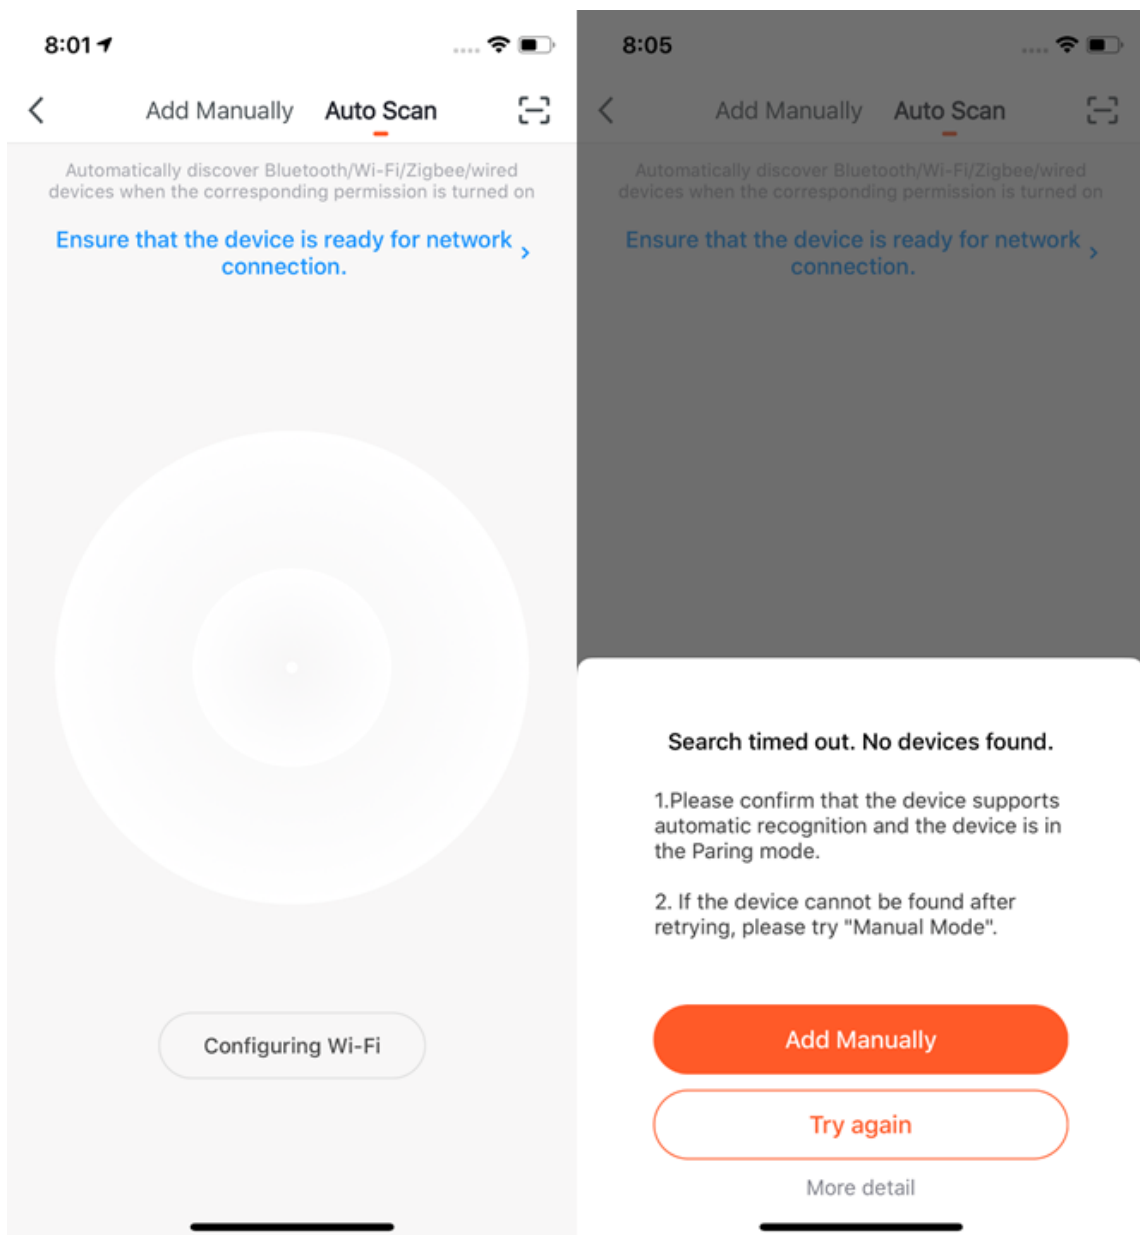 8:01
Add Manually Auto Scan
Automatically discover Bluetooth/Wi-Fi/Zigbee/wired
devices when the corresponding permission is turned on
Ensure that the device is ready for network
connection.
Configuring Wi-Fi
8:05
Add Manually Auto Scan
Automatically discover Bluetooth/Wi-Fi/Zigbee/wired
devices when the corresponding permission is turned on
Ensure that the device is ready for network
connection.
Search timed out. No devices found.
1.Please confirm that the device supports
automatic recognition and the device is in
the Paring mode.
2. If the device cannot be found after
retrying, please try "Manual Mode".
Add Manually
Try again
More detail